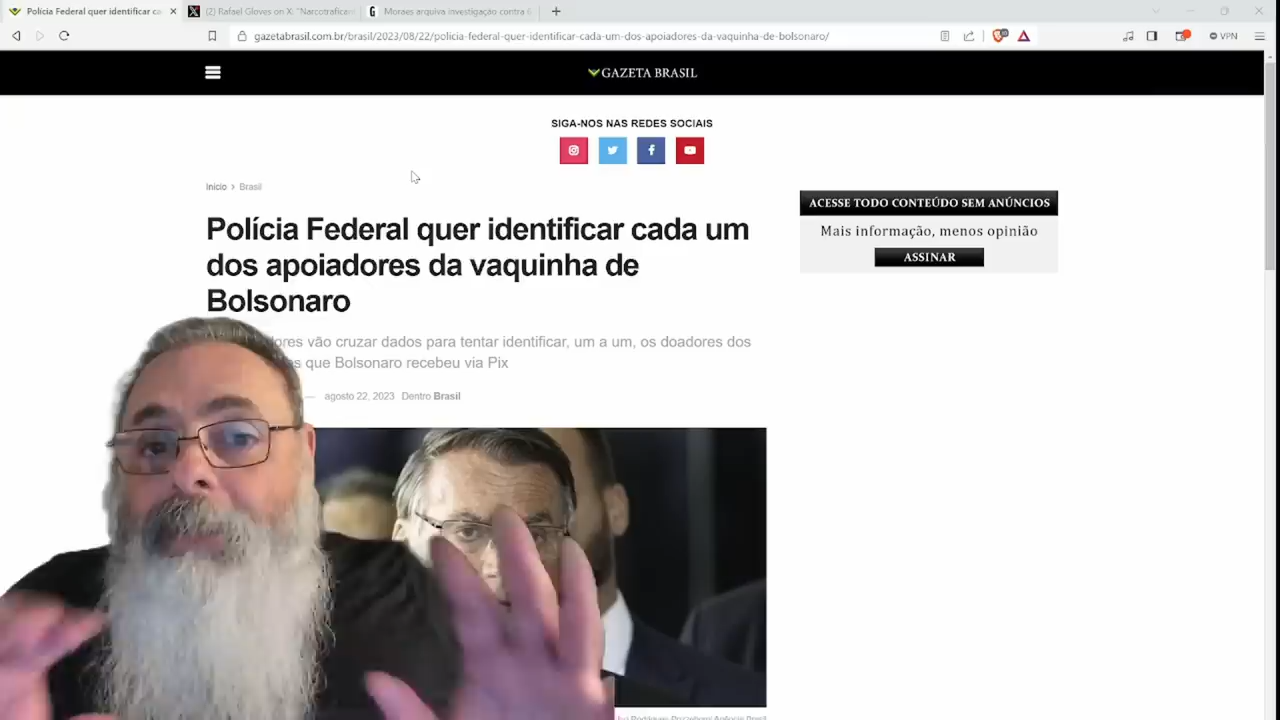 Polícia Federal quer identificar ca
(2) Rafael Gloves on X: "Narcotrafican
Moraes arquiva investigação contra
gazetabrasil.com.br/brasil/2023/08/22/policia-federal-quer-identificar-cada-um-dos-apoiadores-da-vaquinha-de-bolsonaro/
VPN
GAZETA BRASIL
SIGA-NOS NAS REDES SOCIAIS
Início > Brasil
Polícia Federal quer identificar cada um
dos apoiadores da vaquinha de
Bolsonaro
ores vão cruzar dados para tentar identificar, um a um, os doadores dos
es que Bolsonaro recebeu via Pix
agosto 22, 2023 Dentro Brasil
ACESSE TODO CONTEÚDO SEM ANÚNCIOS
Mais informação, menos opinião
ASSINAR